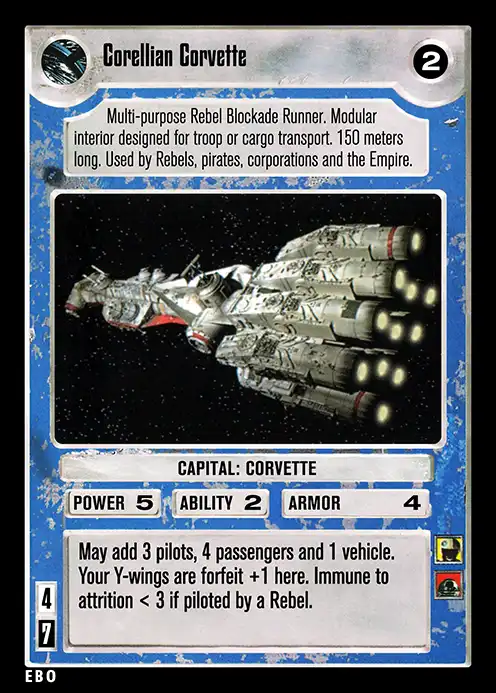 Corellian Corvette
2
Multi-purpose Rebel Blockade Runner. Modular
interior designed for troop or cargo transport. 150 meters
long. Used by Rebels, pirates, corporations and the Empire.
CAPITAL: CORVETTE
POWER 5 ABILITY 2 ARMOR 4
May add 3 pilots, 4 passengers and 1 vehicle.
Your Y-wings are forfeit +1 here. Immune to
attrition < 3 if piloted by a Rebel.
4
7
EBO